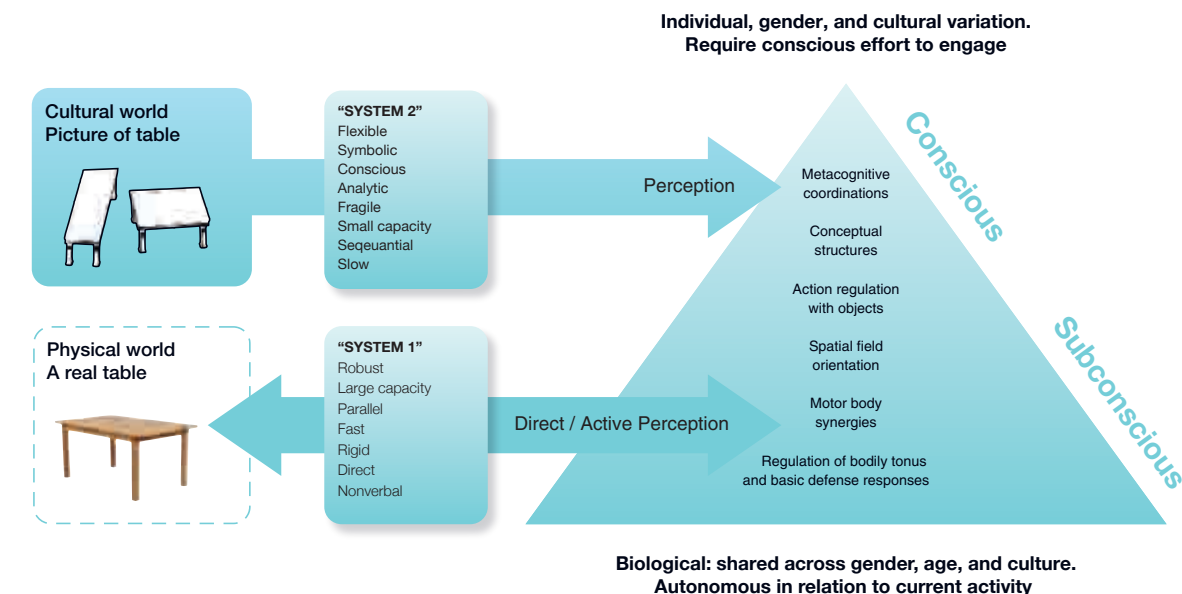 Individual, gender, and cultural variation.
Require conscious effort to engage
Cultural world
Picture of table
“SYSTEM 2”
Flexible
Symbolic
Conscious
Analytic
Fragile
Small capacity
Seqeuantial
Slow
Perception
Metacognitive
coordinations
Conceptual
structures
Action regulation
with objects
Spatial field
orientation
Motor body
synergies
Regulation of bodily tonus
and basic defense responses
Conscious
Subconscious
Physical world
A real table
“SYSTEM 1”
Robust
Large capacity
Parallel
Fast
Rigid
Direct
Nonverbal
Direct / Active Perception
Biological: shared across gender, age, and culture.
Autonomous in relation to current activity